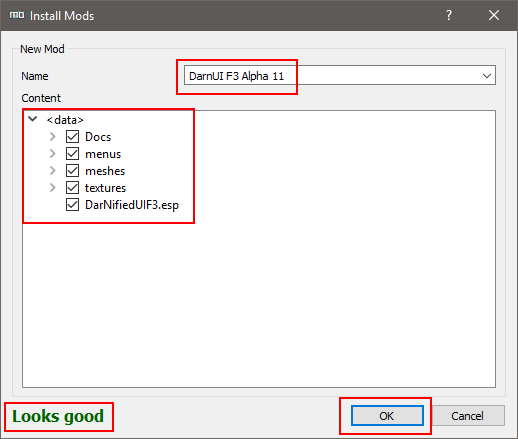 Install Mods
New Mod
Name
DarnUI F3 Alpha 11
Content
<data>
Docs
menus
meshes
textures
DarNifiedUIF3.esp
Looks good
OK
Cancel